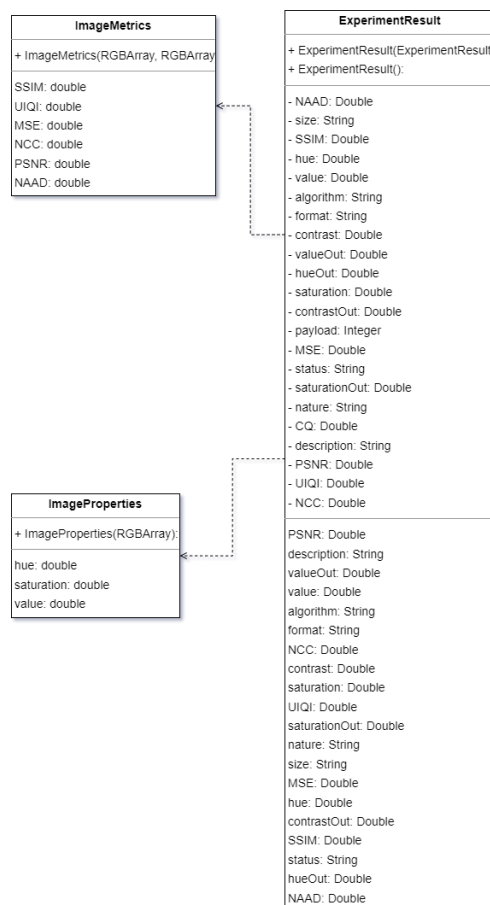 ImageMetrics
+ ImageMetrics(RGBArray, RGBArray
SSIM: double
UIQI: double
MSE: double
NCC: double
PSNR: double
NAAD: double
ImageProperties
+ ImageProperties(RGBArray):
hue: double
saturation: double
value: double
ExperimentResult
+ ExperimentResult(ExperimentResult
+ ExperimentResult():
- NAAD: Double
- size: String
- SSIM: Double
- hue: Double
- value: Double
- algorithm: String
- format: String
- contrast: Double
- valueOut: Double
- hueOut: Double
- saturation: Double
- contrastOut: Double
- payload: Integer
- MSE: Double
- status: String
- saturationOut: Double
- nature: String
- CQ: Double
- description: String
- PSNR: Double
- UIQI: Double
- NCC: Double
PSNR: Double
description: String
valueOut: Double
value: Double
algorithm: String
format: String
NCC: Double
contrast: Double
saturation: Double
UIQI: Double
saturationOut: Double
nature: String
size: String
MSE: Double
hue: Double
contrastOut: Double
SSIM: Double
status: String
hueOut: Double
NAAD: Double